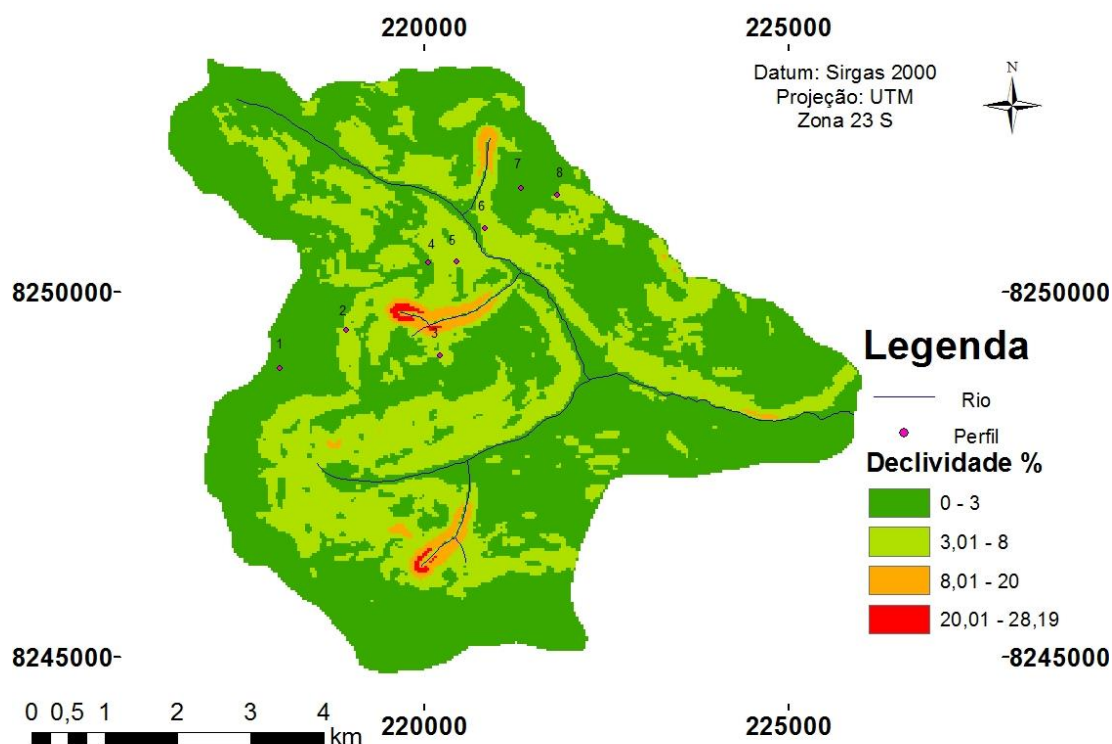 220000
225000
Datum: Sirgas 2000
Projeção: UTM
Zona 23 S
N
7
8
6
4
5
8250000
8250000
2
3
1
Legenda
Rio
Perfil
Declividade %
0 - 3
3,01 - 8
8,01 - 20
20,01 - 28,19
8245000
8245000
0 0,5 1 2 3 4
km
220000
225000